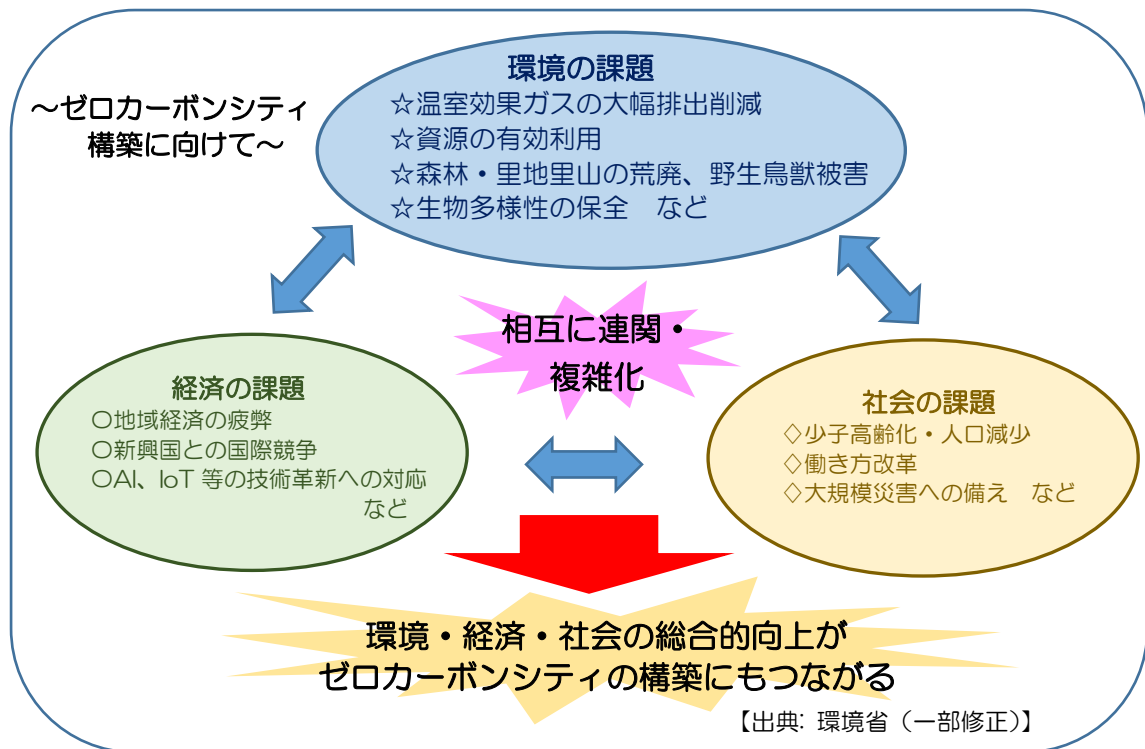 ～ゼロカーボンシティ
構築に向けて～
環境の課題
☆温室効果ガスの大幅排出削減
☆資源の有効利用
☆森林・里地里山の荒廃、野生鳥獣被害
☆生物多様性の保全　など
相互に連関・
複雑化
経済の課題
〇地域経済の疲弊
〇新興国との国際競争
〇AI、IoT 等の技術革新への対応
など
社会の課題
◇少子高齢化・人口減少
◇働き方改革
◇大規模災害への備え　など
環境・経済・社会の総合的向上が
ゼロカーボンシティの構築にもつながる
【出典: 環境省（一部修正）】